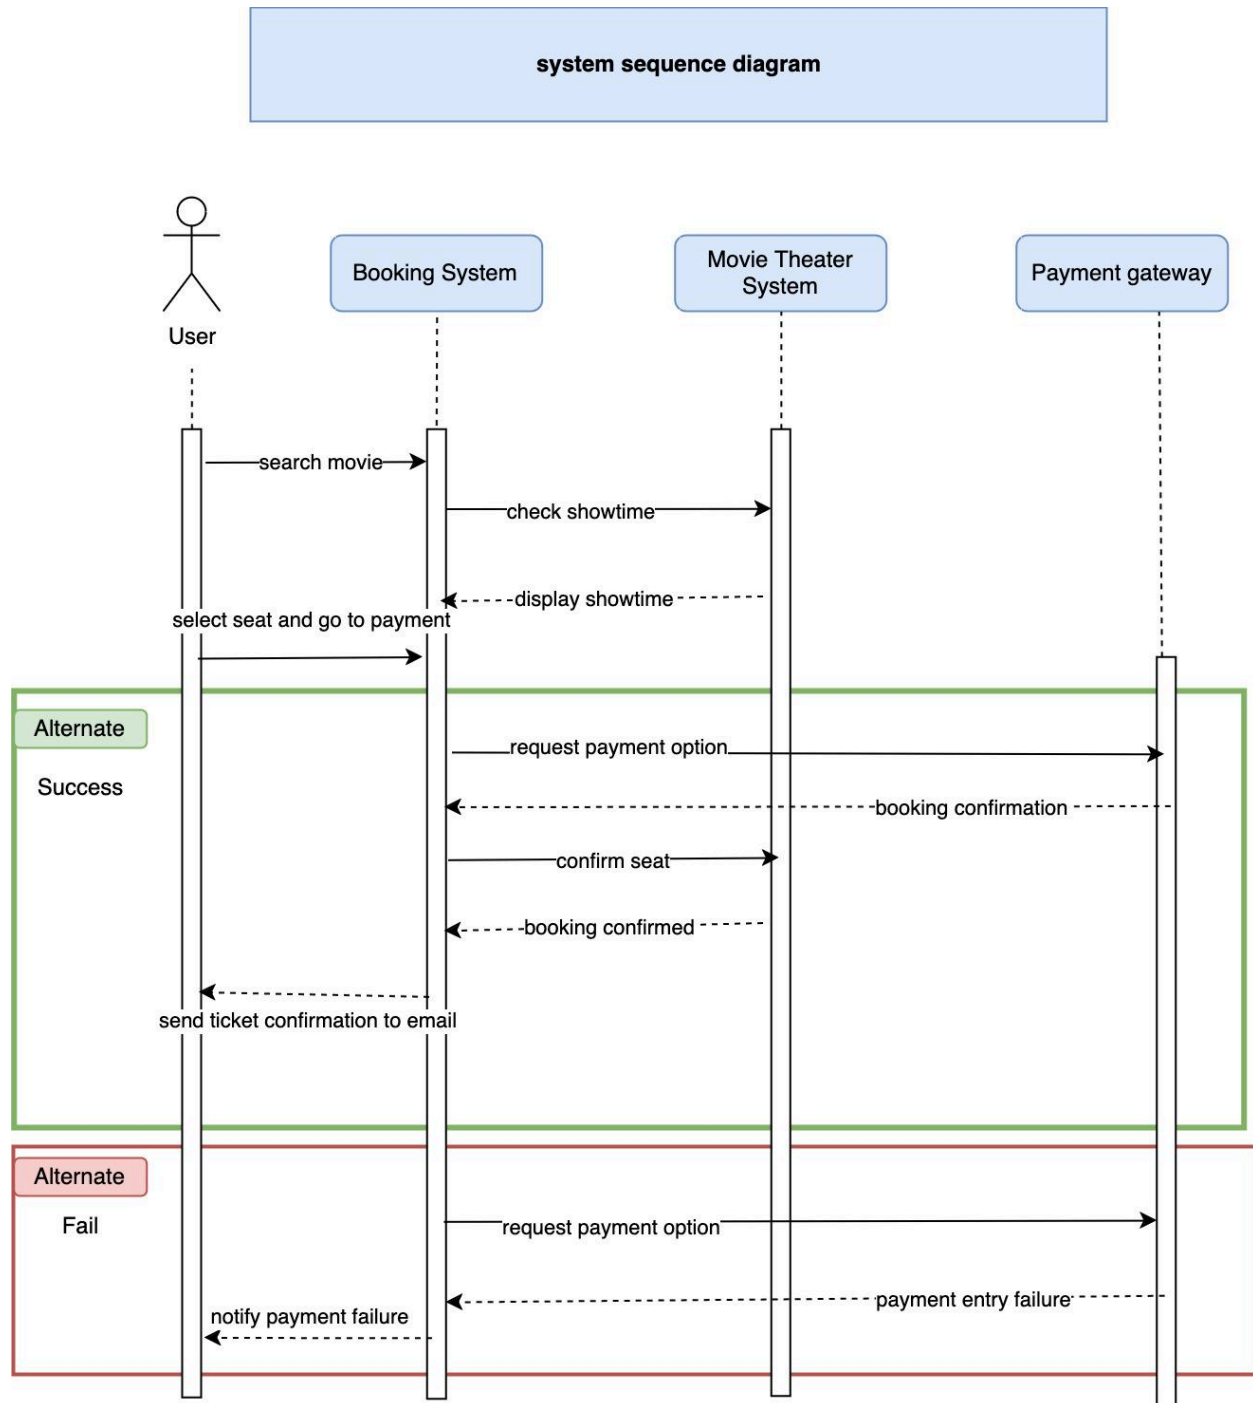 system sequence diagram
User
Booking System
Movie Theater
System
Payment gateway
search movie
check showtime
display showtime
select seat and go to payment
Alternate
Success
request payment option
booking confirmation
confirm seat
booking confirmed
send ticket confirmation to email
Alternate
Fail
request payment option
payment entry failure
notify payment failure